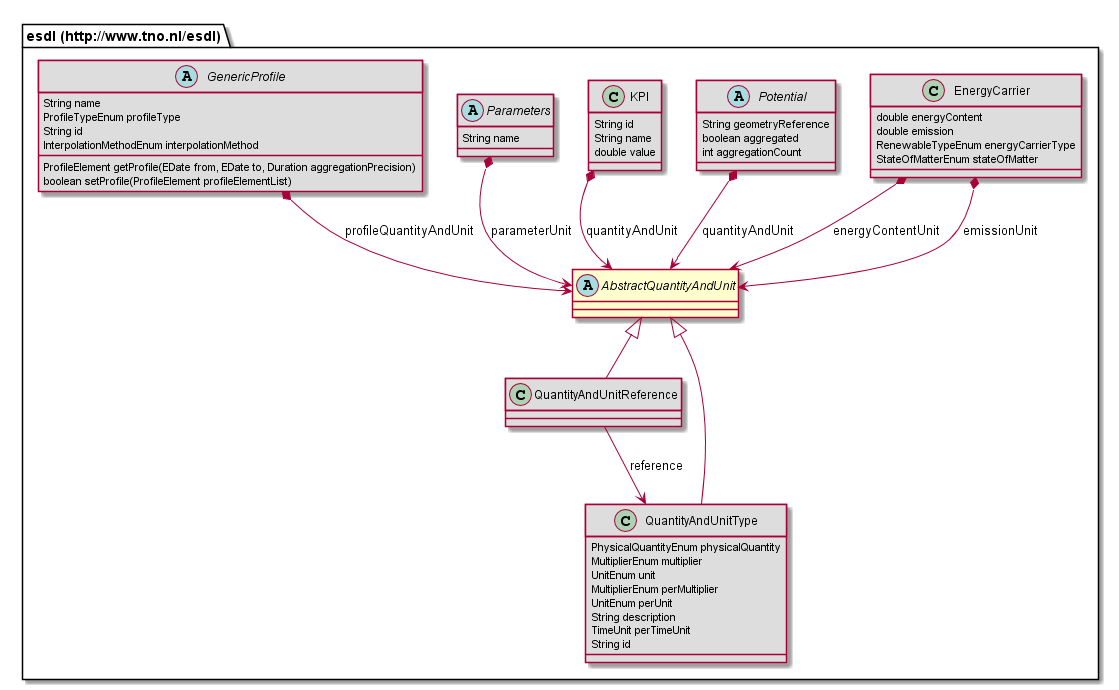 esdl (http://www.tno.nl/esdl)
A GenericProfile
String name
ProfileTypeEnum profileType
String id
InterpolationMethodEnum interpolationMethod
ProfileElement getProfile(EDate from, EDate to, Duration aggregationPrecision)
boolean setProfile(ProfileElement profileElementList)
A Parameters
String name
C KPI
String id
String name
double value
A Potential
String geometryReference
boolean aggregated
int aggregationCount
C EnergyCarrier
double energyContent
double emission
RenewableTypeEnum energyCarrierType
StateOfMatterEnum stateOfMatter
profileQuantityAndUnit
parameterUnit
quantityAndUnit
quantityAndUnit
energyContentUnit
emissionUnit
A AbstractQuantityAndUnit
C QuantityAndUnitReference
reference
C QuantityAndUnitType
PhysicalQuantityEnum physicalQuantity
MultiplierEnum multiplier
UnitEnum unit
MultiplierEnum perMultiplier
UnitEnum perUnit
String description
TimeUnit perTimeUnit
String id